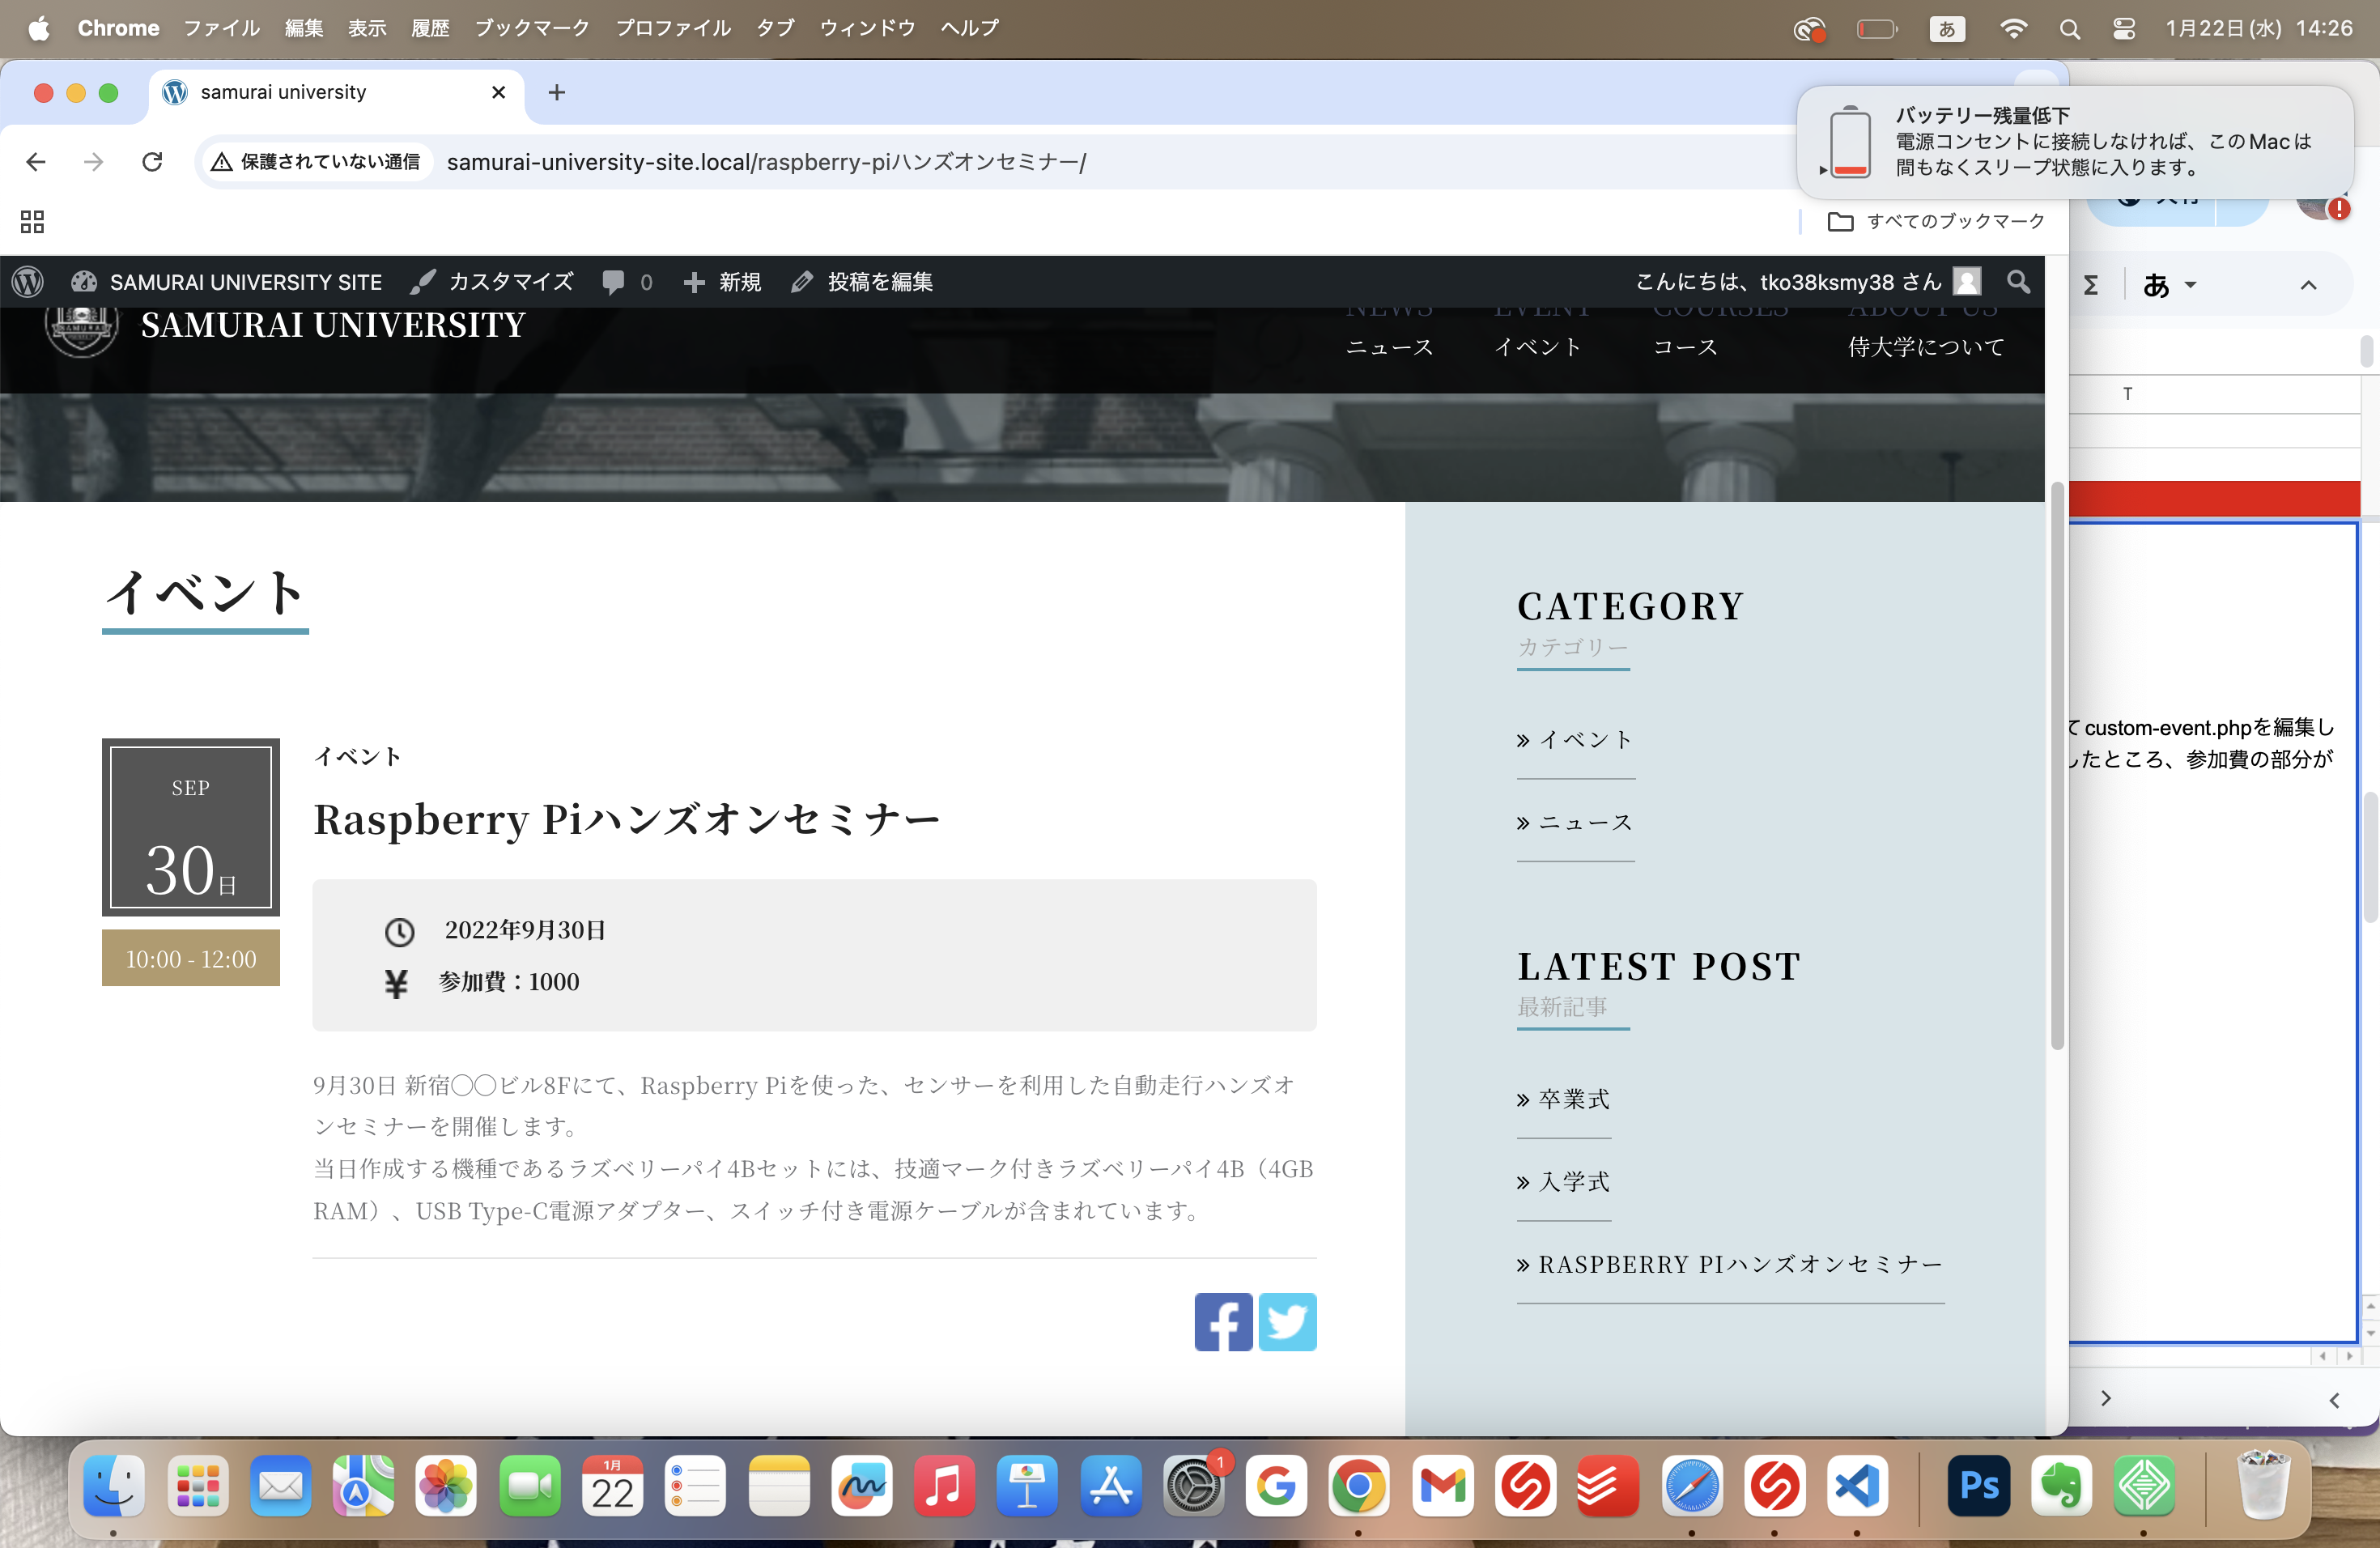 Chrome ファイル 編集 表示 履歴 ブックマーク プロファイル タブ ウィンドウ ヘルプ
あ 1月22日(水) 14:26
samurai university
バッテリー残量低下
電源コンセントに接続しなければ、このMacは
間もなくスリープ状態に入ります。
保護されていない通信 samurai-university-site.local/raspberry-piハンズオンセミナー/
すべてのブックマーク
SAMURAI UNIVERSITY SITE カスタマイズ 0 新規 投稿を編集 こんにちは、tko38ksmy38 さん
Σ あ
SAMURAI UNIVERSITY
NEWS EVENT COURSES ABOUT US
ニュース イベント コース 侍大学について
T
イベント
SEP
30日
10:00 - 12:00
イベント
Raspberry Piハンズオンセミナー
2022年9月30日
¥ 参加費：1000
9月30日 新宿◯◯ビル8Fにて、Raspberry Piを使った、センサーを利用した自動走行ハンズオ
ンセミナーを開催します。
当日作成する機種であるラズベリーパイ4Bセットには、技適マーク付きラズベリーパイ4B（4GB
RAM）、USB Type-C電源アダプター、スイッチ付き電源ケーブルが含まれています。
CATEGORY
カテゴリー
» イベント
» ニュース
LATEST POST
最新記事
» 卒業式
» 入学式
» RASPBERRY PIハンズオンセミナー
てcustom-event.phpを編集し
したところ、参加費の部分が
1月
22
1
Ps